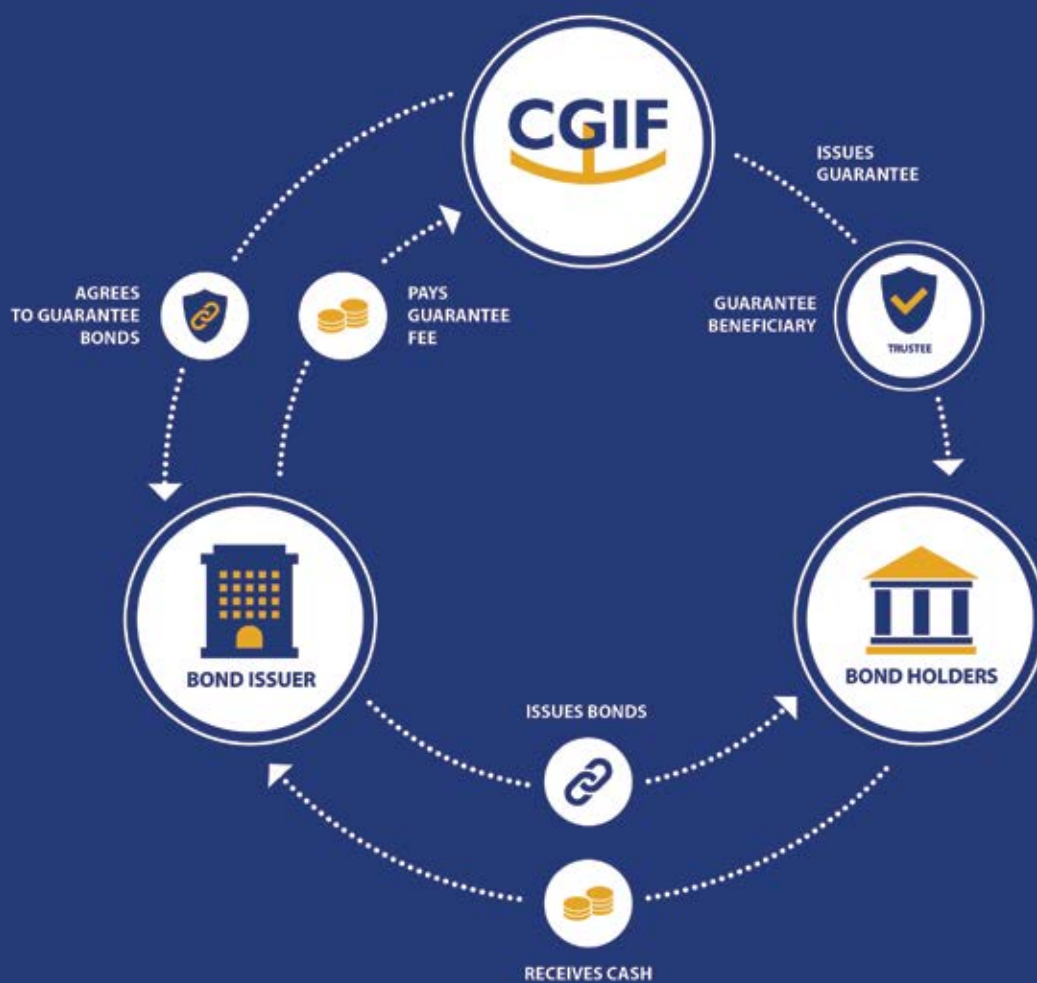 CGIF
ISSUES
GUARANTEE
AGREES
TO GUARANTEE
BONDS
PAYS
GUARANTEE
FEE
GUARANTEE
BENEFICIARY
TRUSTEE
BOND ISSUER
BOND HOLDERS
ISSUES BONDS
RECEIVES CASH